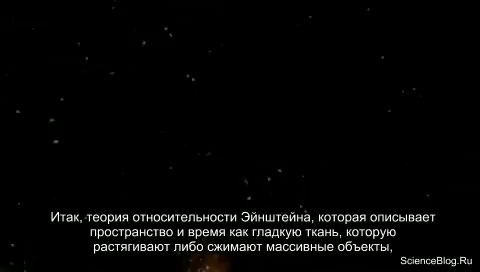 Итак, теория относительности Эйнштейна, которая описывает
пространство и время как гладкую ткань, которую
растягивают либо сжимают массивные объекты,
ScienceBlog.Ru